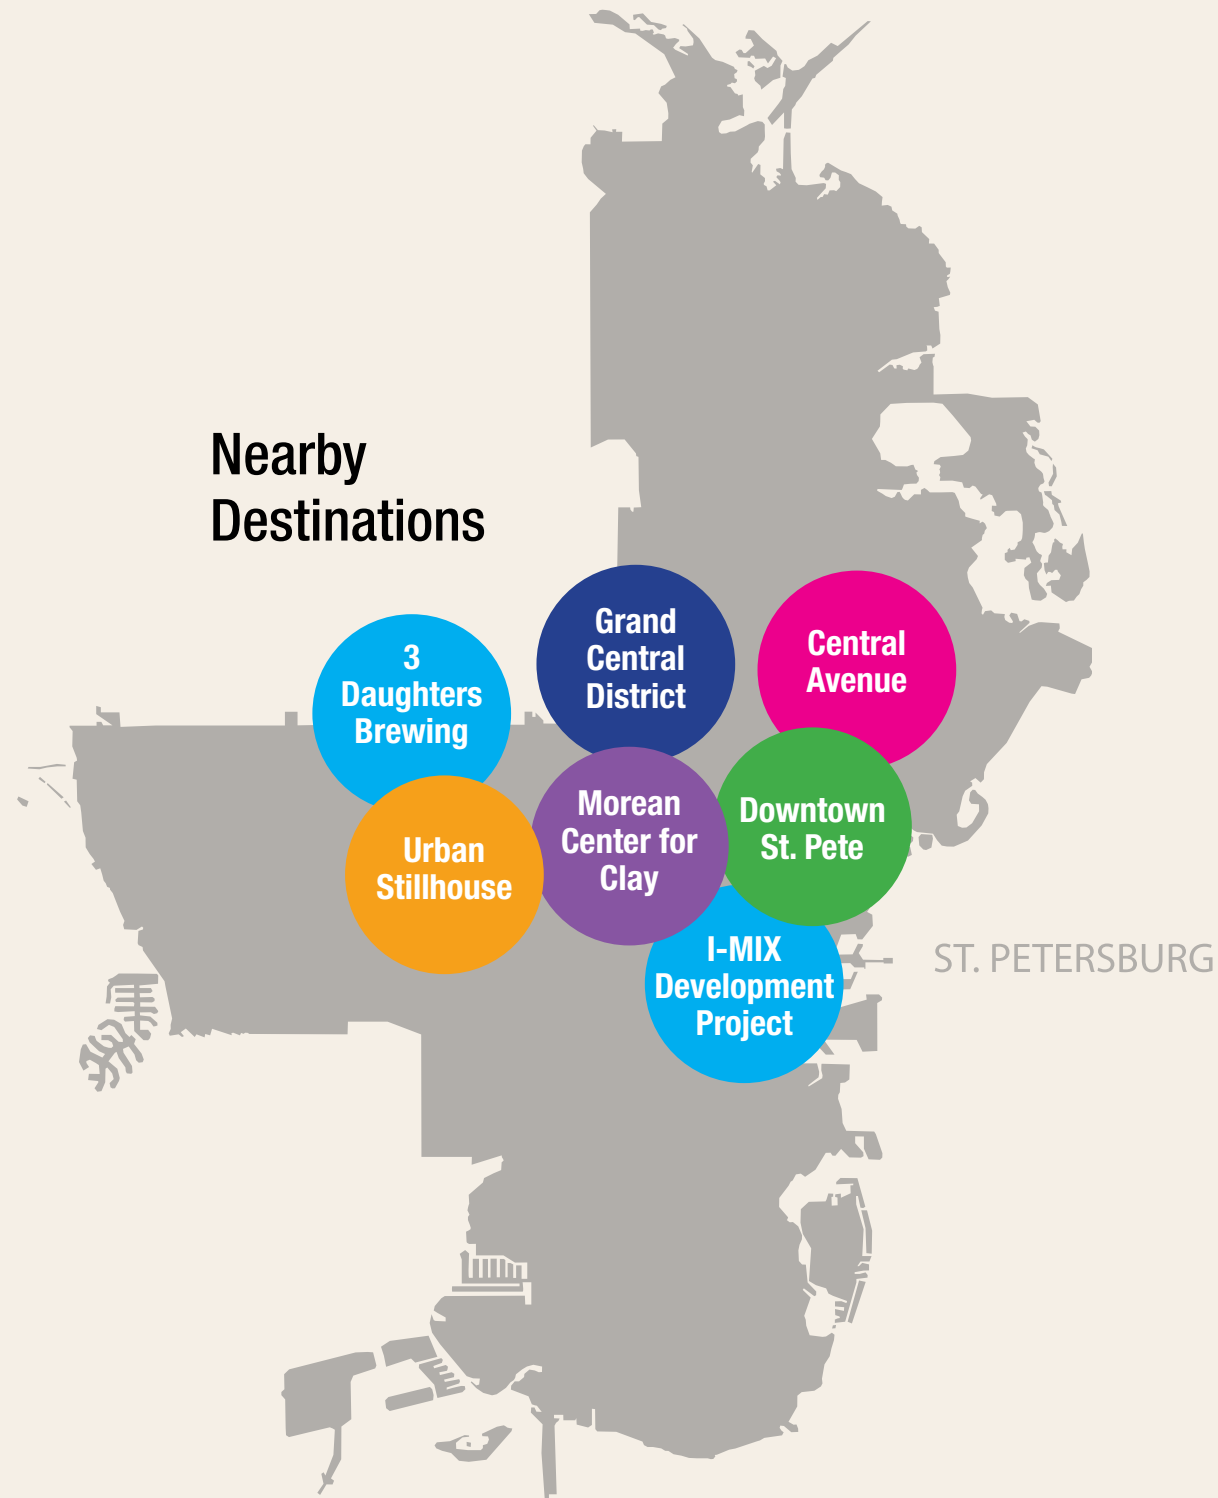 Nearby
Destinations
Grand
Central
District
Central
Avenue
3
Daughters
Brewing
Morean
Center for
Clay
Downtown
St. Pete
Urban
Stillhouse
I-MIX
Development
Project
ST. PETERSBURG